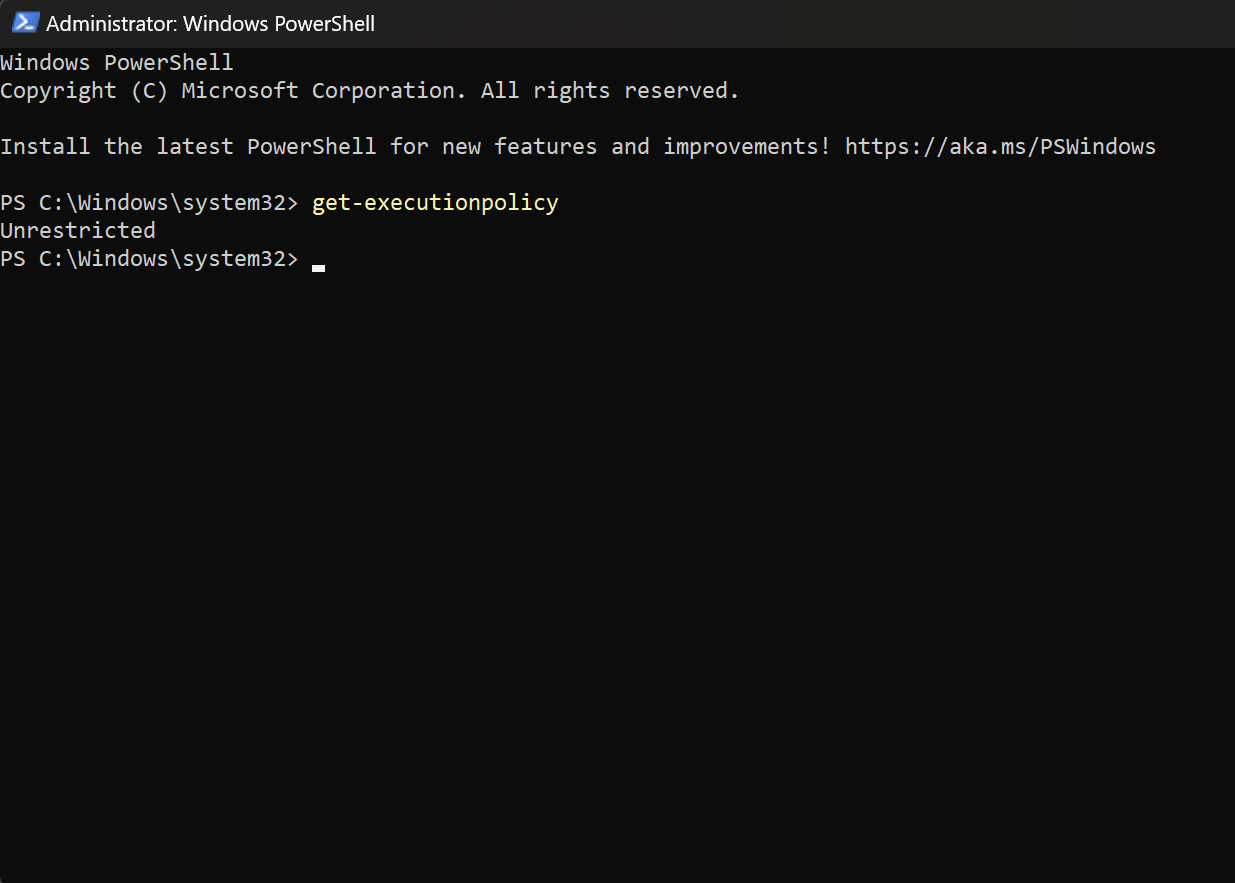 Administrator: Windows PowerShell
Windows PowerShell
Copyright (C) Microsoft Corporation. All rights reserved.
Install the latest PowerShell for new features and improvements! https://aka.ms/PSWindows
PS C:\Windows\system32> get-executionpolicy
Unrestricted
PS C:\Windows\system32>